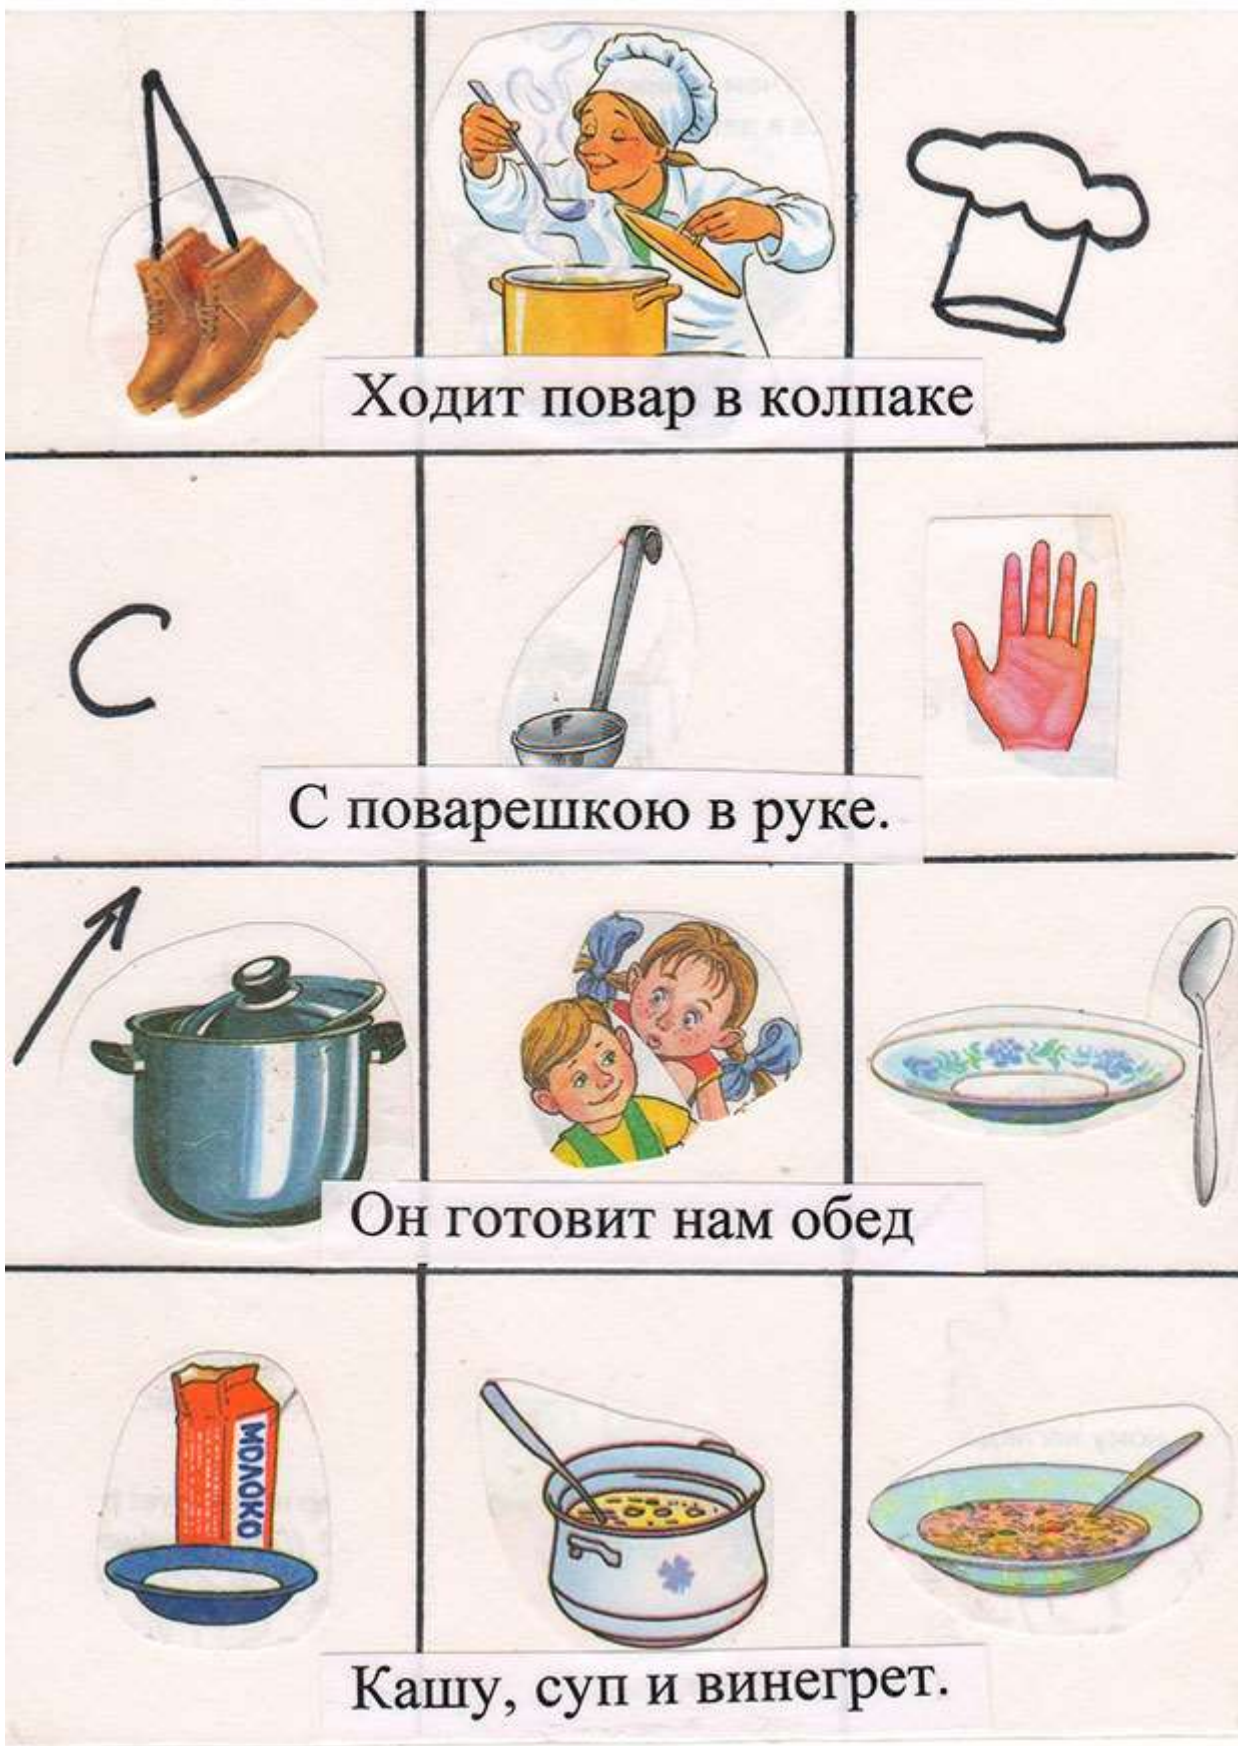 Ходит повар в колпаке
С
С поварешкою в руке.
Он готовит нам обед
МОЛОКО
Кашу, суп и винегрет.